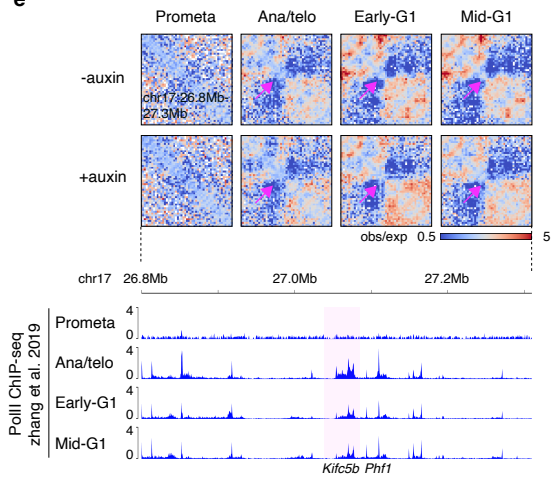 e
Prometa Ana/telo Early-G1 Mid-G1
-auxin
chr17:26.8Mb-
27.3Mb
+auxin
obs/exp 0.5 5
chr17 26.8Mb 27.0Mb 27.2Mb
PolII ChIP-seq
zhang et al. 2019
4
Prometa
0
4
Ana/telo
0
4
Early-G1
0
4
Mid-G1
0
Kifc5b Phf1